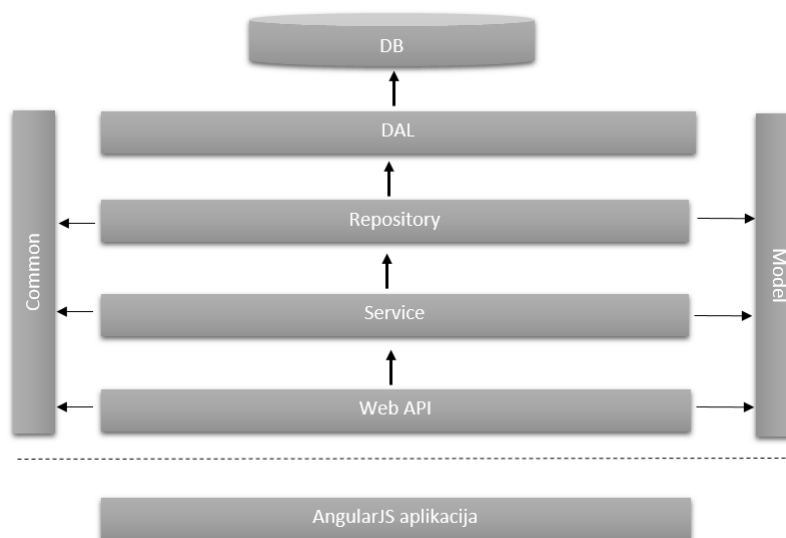 DB
DAL
Repository
Common
Model
Service
Web API
AngularJS aplikacija